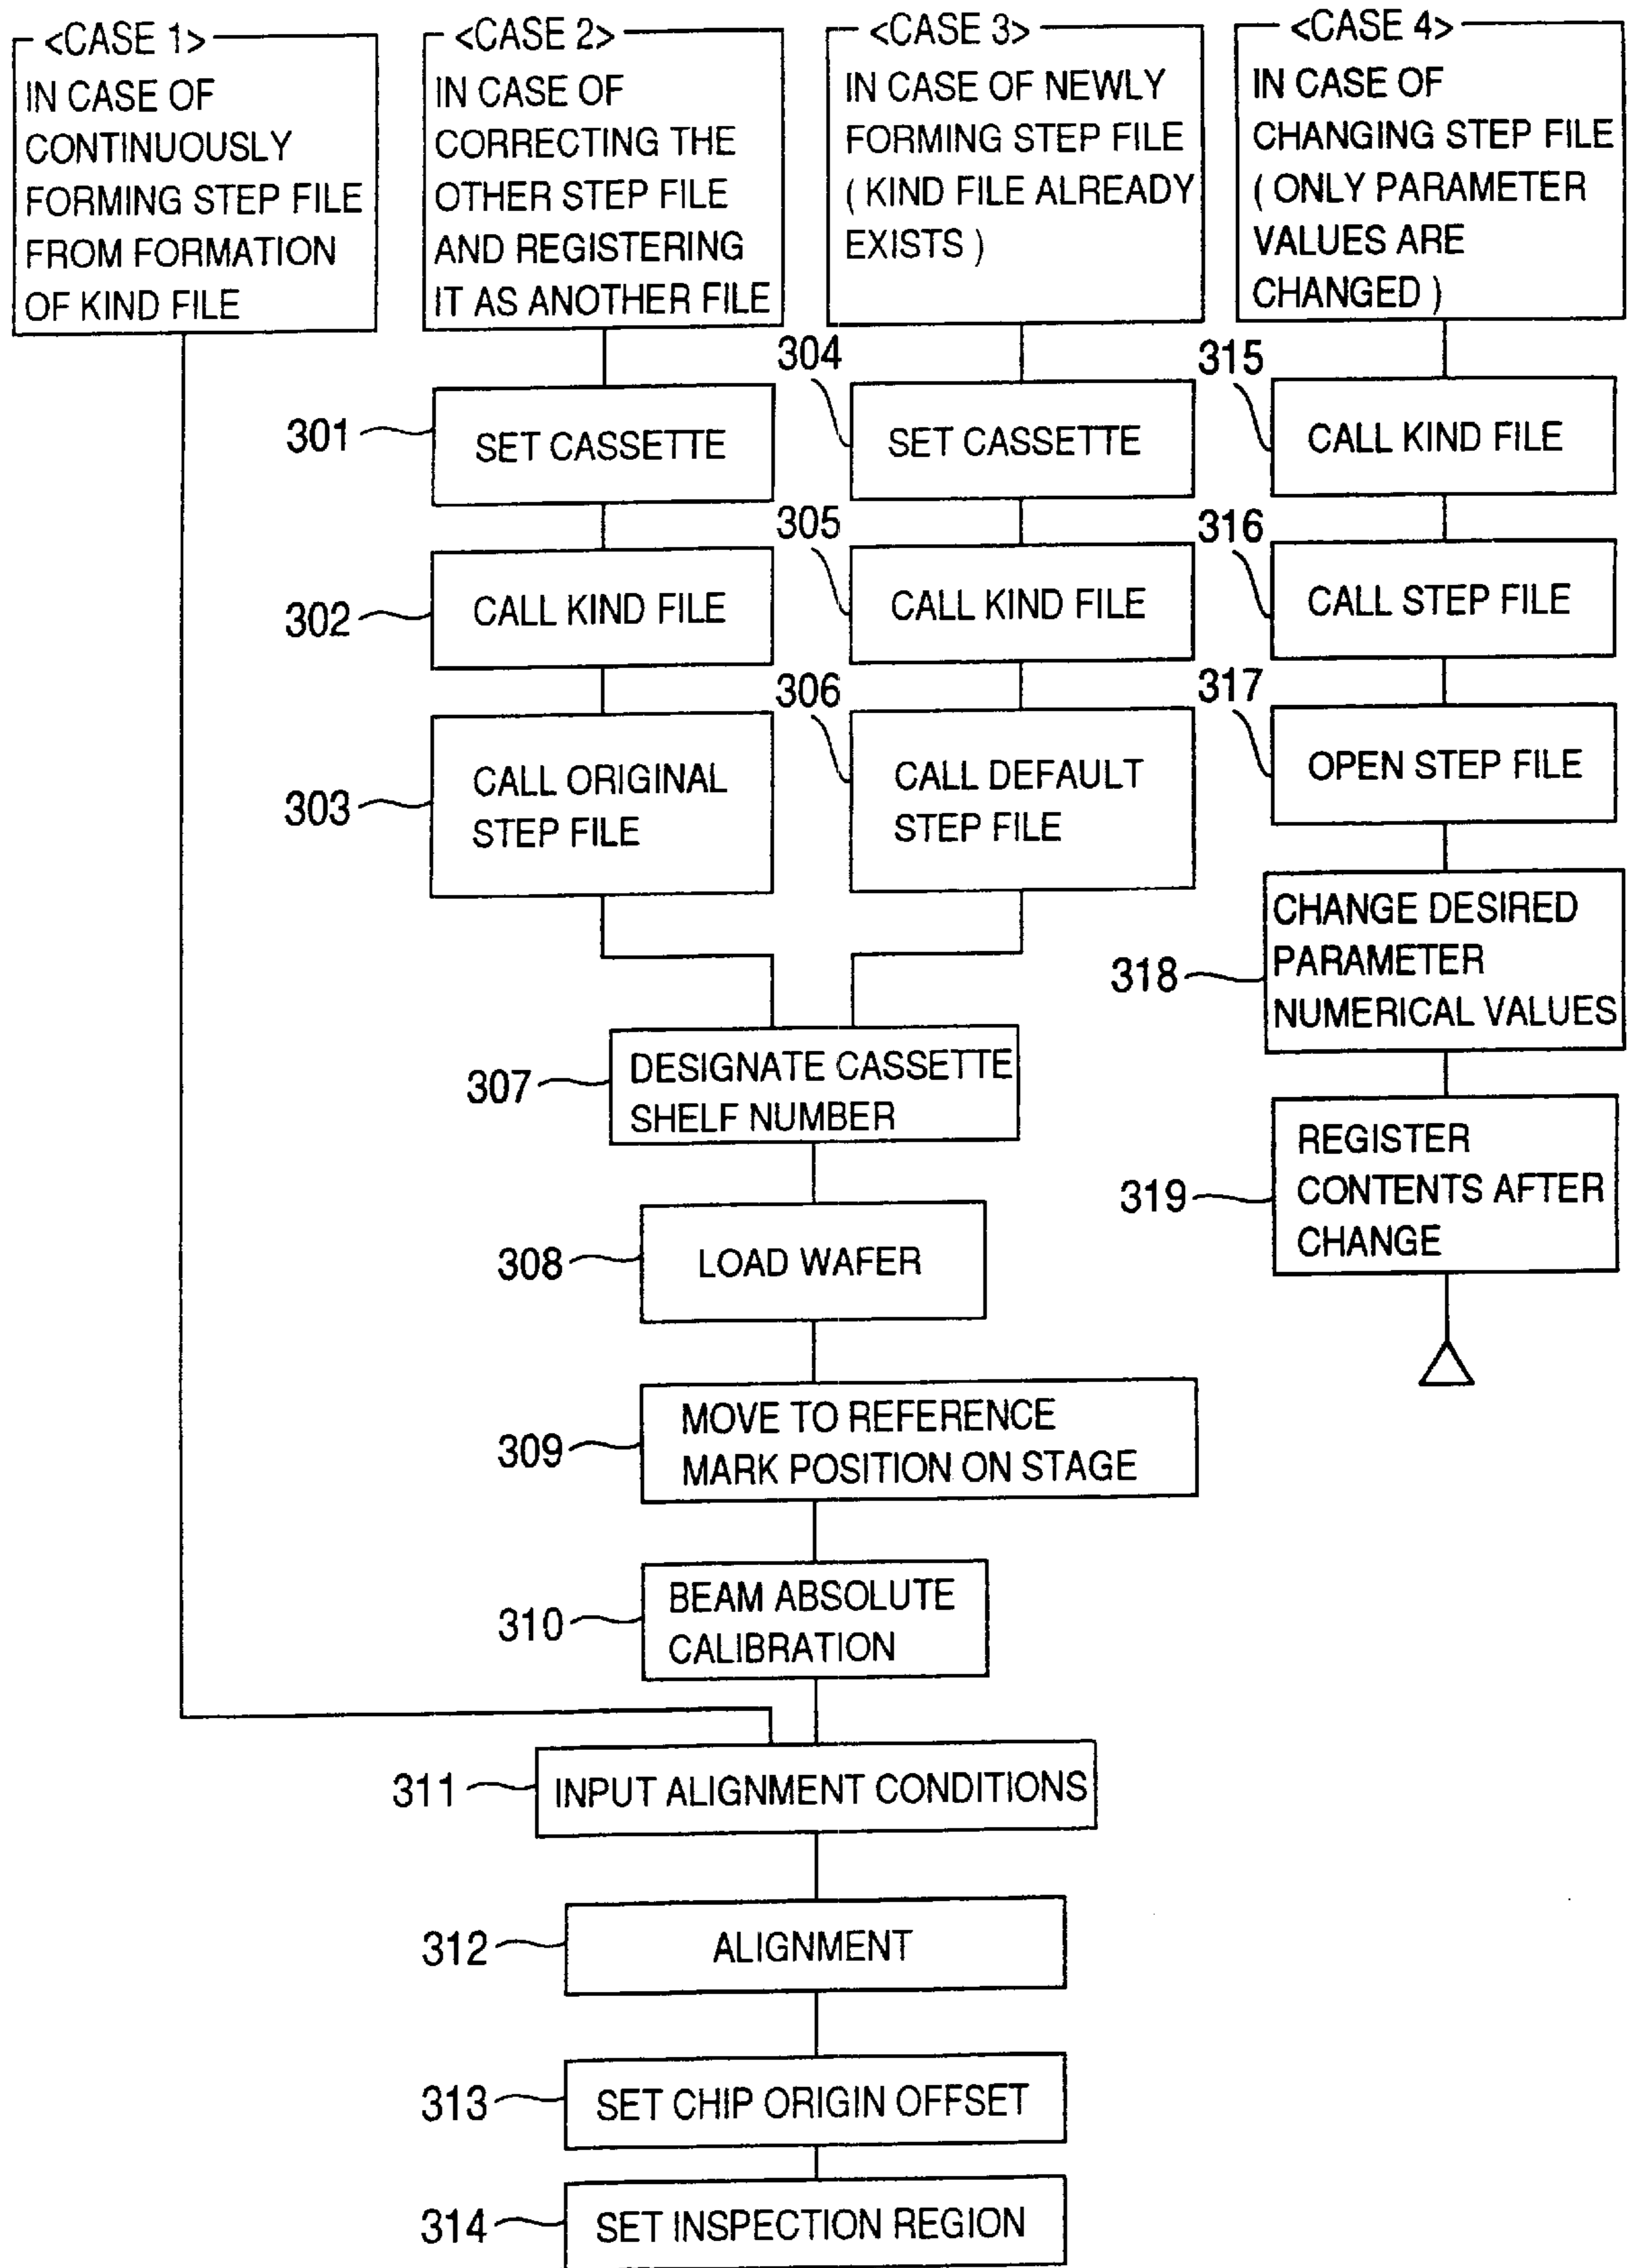 <CASE 1>
IN CASE OF
CONTINUOUSLY
FORMING STEP FILE
FROM FORMATION
OF KIND FILE
<CASE 2>
IN CASE OF
CORRECTING THE
OTHER STEP FILE
AND REGISTERING
IT AS ANOTHER FILE
<CASE 3>
IN CASE OF NEWLY
FORMING STEP FILE
( KIND FILE ALREADY
EXISTS )
<CASE 4>
IN CASE OF
CHANGING STEP FILE
( ONLY PARAMETER
VALUES ARE
CHANGED )
301
SET CASSETTE
302
CALL KIND FILE
303
CALL ORIGINAL
STEP FILE
304
SET CASSETTE
305
CALL KIND FILE
306
CALL DEFAULT
STEP FILE
315
CALL KIND FILE
316
CALL STEP FILE
317
OPEN STEP FILE
318
CHANGE DESIRED
PARAMETER
NUMERICAL VALUES
319
REGISTER
CONTENTS AFTER
CHANGE
307
DESIGNATE CASSETTE
SHELF NUMBER
308
LOAD WAFER
309
MOVE TO REFERENCE
MARK POSITION ON STAGE
310
BEAM ABSOLUTE
CALIBRATION
311
INPUT ALIGNMENT CONDITIONS
312
ALIGNMENT
313
SET CHIP ORIGIN OFFSET
314
SET INSPECTION REGION